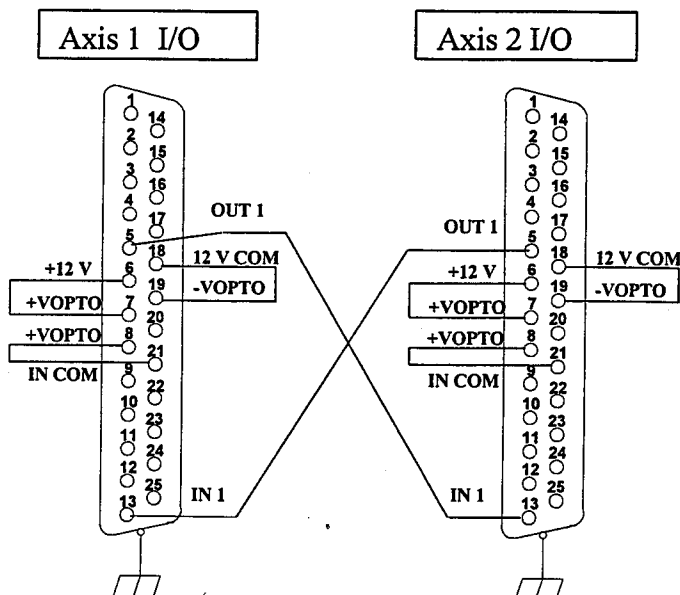 Axis 1 I/O
1
14
2
15
3
16
4
17
OUT 1
5
18
12 V COM
+12 V
6
19
-VOPTO
+VOPTO
7
20
+VOPTO
8
21
IN COM
9
22
10
23
11
24
12
25
13
IN 1
Axis 2 I/O
1
14
2
15
3
16
4
17
OUT 1
5
18
12 V COM
+12 V
6
19
-VOPTO
+VOPTO
7
20
+VOPTO
8
21
IN COM
9
22
10
23
11
24
12
25
IN 1
13